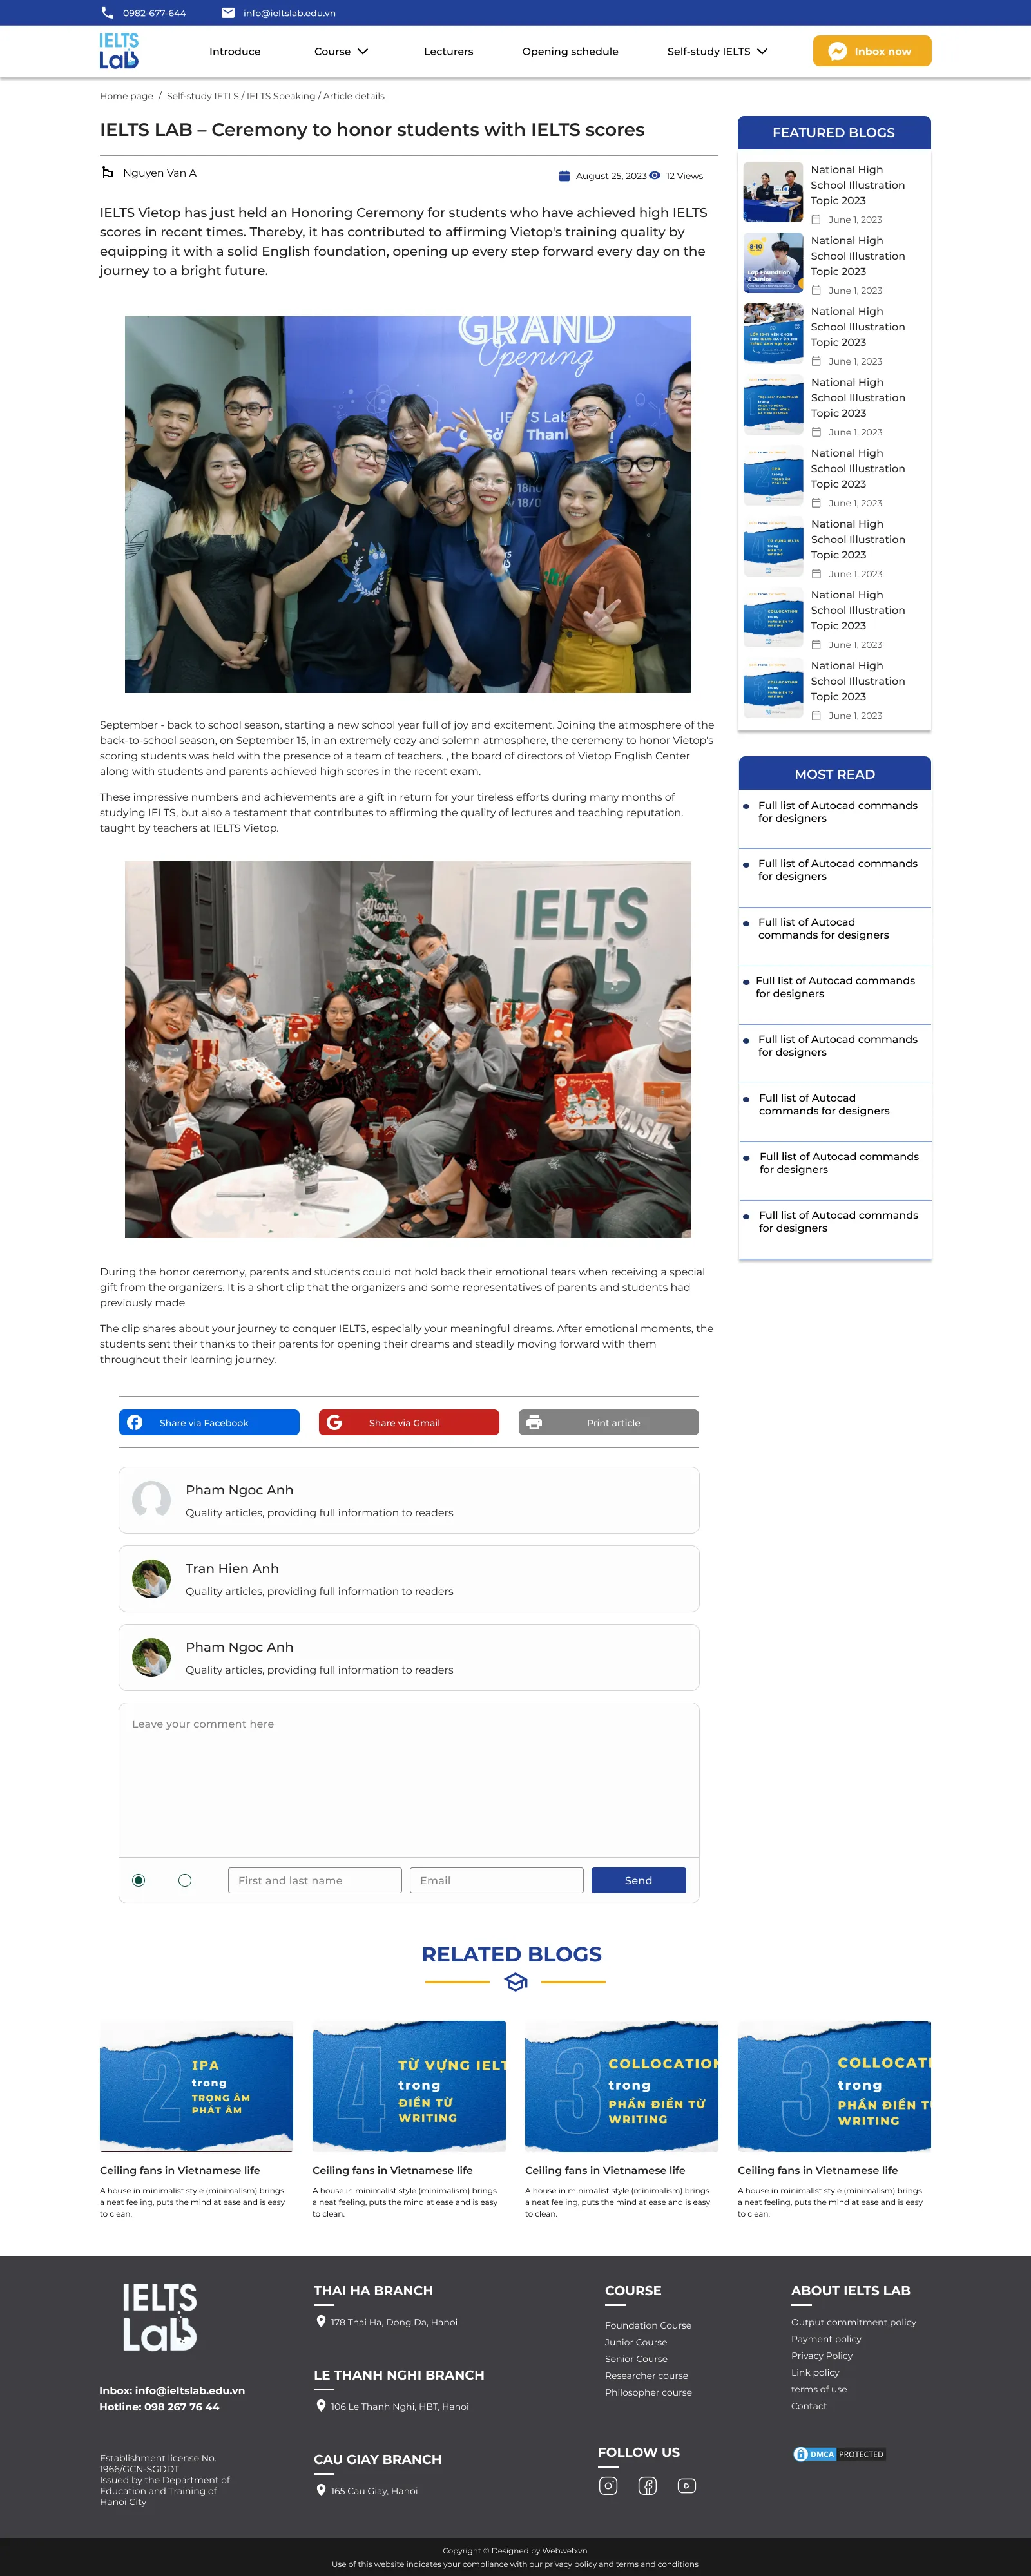 0982-677-644
info@ieltslab.edu.vn
IELTS
Lab
Introduce
Course
Lecturers
Opening schedule
Self-study IELTS
Inbox now
Home page / Self-study IETLS / IELTS Speaking / Article details
IELTS LAB – Ceremony to honor students with IELTS scores
Nguyen Van A
August 25, 2023
12 Views
IELTS Vietop has just held an Honoring Ceremony for students who have achieved high IELTS
scores in recent times. Thereby, it has contributed to affirming Vietop's training quality by
equipping it with a solid English foundation, opening up every step forward every day on the
journey to a bright future.
GRAND
Opening
IELTS Lab
September - back to school season, starting a new school year full of joy and excitement. Joining the atmosphere of the
back-to-school season, on September 15, in an extremely cozy and solemn atmosphere, the ceremony to honor Vietop's
scoring students was held with the presence of a team of teachers. , the board of directors of Vietop English Center
along with students and parents achieved high scores in the recent exam.
These impressive numbers and achievements are a gift in return for your tireless efforts during many months of
studying IELTS, but also a testament that contributes to affirming the quality of lectures and teaching reputation.
taught by teachers at IELTS Vietop.
Merry
Christmas
IELTS
Lab
During the honor ceremony, parents and students could not hold back their emotional tears when receiving a special
gift from the organizers. It is a short clip that the organizers and some representatives of parents and students had
previously made
The clip shares about your journey to conquer IELTS, especially your meaningful dreams. After emotional moments, the
students sent their thanks to their parents for opening their dreams and steadily moving forward with them
throughout their learning journey.
Share via Facebook
Share via Gmail
Print article
Pham Ngoc Anh
Quality articles, providing full information to readers
Tran Hien Anh
Quality articles, providing full information to readers
Pham Ngoc Anh
Quality articles, providing full information to readers
Leave your comment here
First and last name
Email
Send
FEATURED BLOGS
National High
School Illustration
Topic 2023
June 1, 2023
8-10
Lớp Foundtion
& Junior
National High
School Illustration
Topic 2023
June 1, 2023
National High
School Illustration
Topic 2023
June 1, 2023
National High
School Illustration
Topic 2023
June 1, 2023
2
IPA
trong
TRỌNG ÂM
PHÁT ÂM
National High
School Illustration
Topic 2023
June 1, 2023
4
TỪ VỰNG IELTS
trong
ĐIỀN TỪ
WRITING
National High
School Illustration
Topic 2023
June 1, 2023
3
COLLOCATION
trong
PHẦN ĐIỀN TỪ
WRITING
National High
School Illustration
Topic 2023
June 1, 2023
3
COLLOCATION
trong
PHẦN ĐIỀN TỪ
WRITING
National High
School Illustration
Topic 2023
June 1, 2023
MOST READ
Full list of Autocad commands
for designers
Full list of Autocad commands
for designers
Full list of Autocad
commands for designers
Full list of Autocad commands
for designers
Full list of Autocad commands
for designers
Full list of Autocad
commands for designers
Full list of Autocad commands
for designers
Full list of Autocad commands
for designers
RELATED BLOGS
2
IPA
trong
TRỌNG ÂM
PHÁT ÂM
Ceiling fans in Vietnamese life
A house in minimalist style (minimalism) brings
a neat feeling, puts the mind at ease and is easy
to clean.
4
TỪ VỰNG IELT
trong
ĐIỀN TỪ
WRITING
Ceiling fans in Vietnamese life
A house in minimalist style (minimalism) brings
a neat feeling, puts the mind at ease and is easy
to clean.
3
COLLOCATION
trong
PHẦN ĐIỀN TỪ
WRITING
Ceiling fans in Vietnamese life
A house in minimalist style (minimalism) brings
a neat feeling, puts the mind at ease and is easy
to clean.
3
COLLOCATI
trong
PHẦN ĐIỀN T
WRITING
Ceiling fans in Vietnamese life
A house in minimalist style (minimalism) brings
a neat feeling, puts the mind at ease and is easy
to clean.
IELTS
Lab
Inbox: info@ieltslab.edu.vn
Hotline: 098 267 76 44
Establishment license No.
1966/GCN-SGDDT
Issued by the Department of
Education and Training of
Hanoi City
THAI HA BRANCH
178 Thai Ha, Dong Da, Hanoi
LE THANH NGHI BRANCH
106 Le Thanh Nghi, HBT, Hanoi
CAU GIAY BRANCH
165 Cau Giay, Hanoi
COURSE
Foundation Course
Junior Course
Senior Course
Researcher course
Philosopher course
FOLLOW US
ABOUT IELTS LAB
Output commitment policy
Payment policy
Privacy Policy
Link policy
terms of use
Contact
DMCA PROTECTED
Copyright © Designed by Webweb.vn
Use of this website indicates your compliance with our privacy policy and terms and conditions